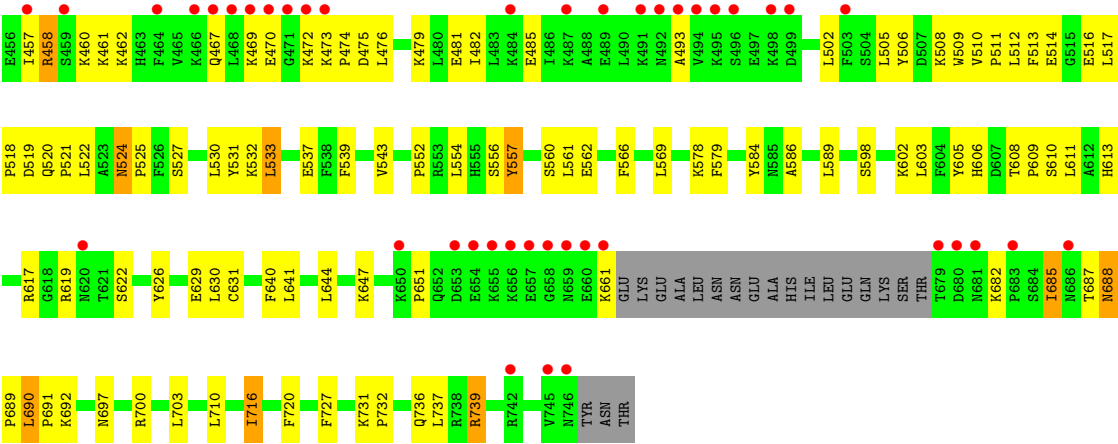 E456 I457 R458 S459 K460 K461 K462 H463 F464 V465 K466 Q467 L468 K469 E470 G471 K472 K473 P474 D475 L476 K479 L480 E481 I482 L483 K484 E485 I486 K487 A488 E489 L490 K491 N492 A493 V494 K495 S496 E497 K498 D499 L502 F503 S504 L505 Y506 D507 K508 W509 V510 P511 L512 F513 E514 G515 E516 L517
P518 D519 Q520 P521 L522 A523 N524 P525 F526 S527 L530 Y531 K532 L533 E537 F538 F539 V543 P552 R553 L554 H555 S556 Y557 S560 L561 E562 F566 L569 K578 F579 Y584 N585 A586 L589 S598 K602 L603 F604 Y605 H606 D607 T608 P609 S610 L611 A612 H613
R617 G618 R619 N620 T621 S622 Y626 E629 L630 C631 F640 L641 L644 K647 K650 P651 Q652 D653 E654 K655 K656 E657 G658 N659 E660 K661 GLU LYS GLU ALA LEU ASN ASN GLU ALA HIS ILE LEU GLU GLN LYS SER THR T679 D680 N681 K682 P683 S684 I685 N686 T687 N688
P689 L690 P691 K692 N697 R700 L703 L710 I716 F720 F727 K731 P732 Q736 L737 R738 R739 R742 V745 N746 TYR ASN THR